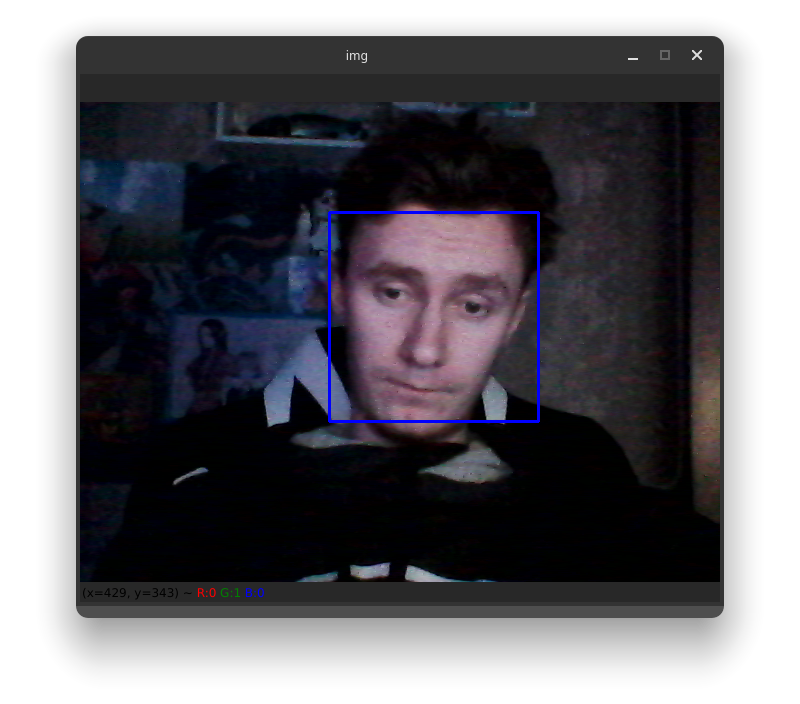 img
(x=429, y=343) ~ R:0 G:1 B:0